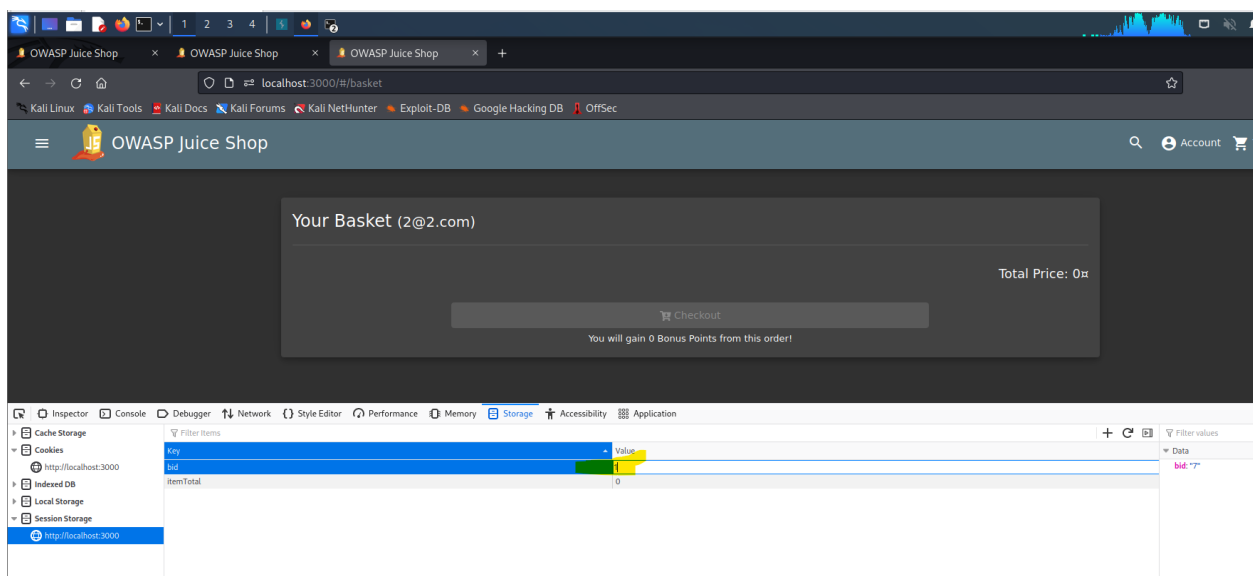 1 2 3 4
OWASP Juice Shop × OWASP Juice Shop × OWASP Juice Shop × +
localhost:3000/#/basket
Kali Linux Kali Tools Kali Docs Kali Forums Kali NetHunter Exploit-DB Google Hacking DB OffSec
OWASP Juice Shop Account
Your Basket (2@2.com)
Total Price: 0¤
Checkout
You will gain 0 Bonus Points from this order!
Inspector Console Debugger Network Style Editor Performance Memory Storage Accessibility Application
Cache Storage Filter Items Filter values
Cookies Key Value Data
http://localhost:3000 bid bid: "7"
Indexed DB itemTotal 0
Local Storage
Session Storage
http://localhost:3000